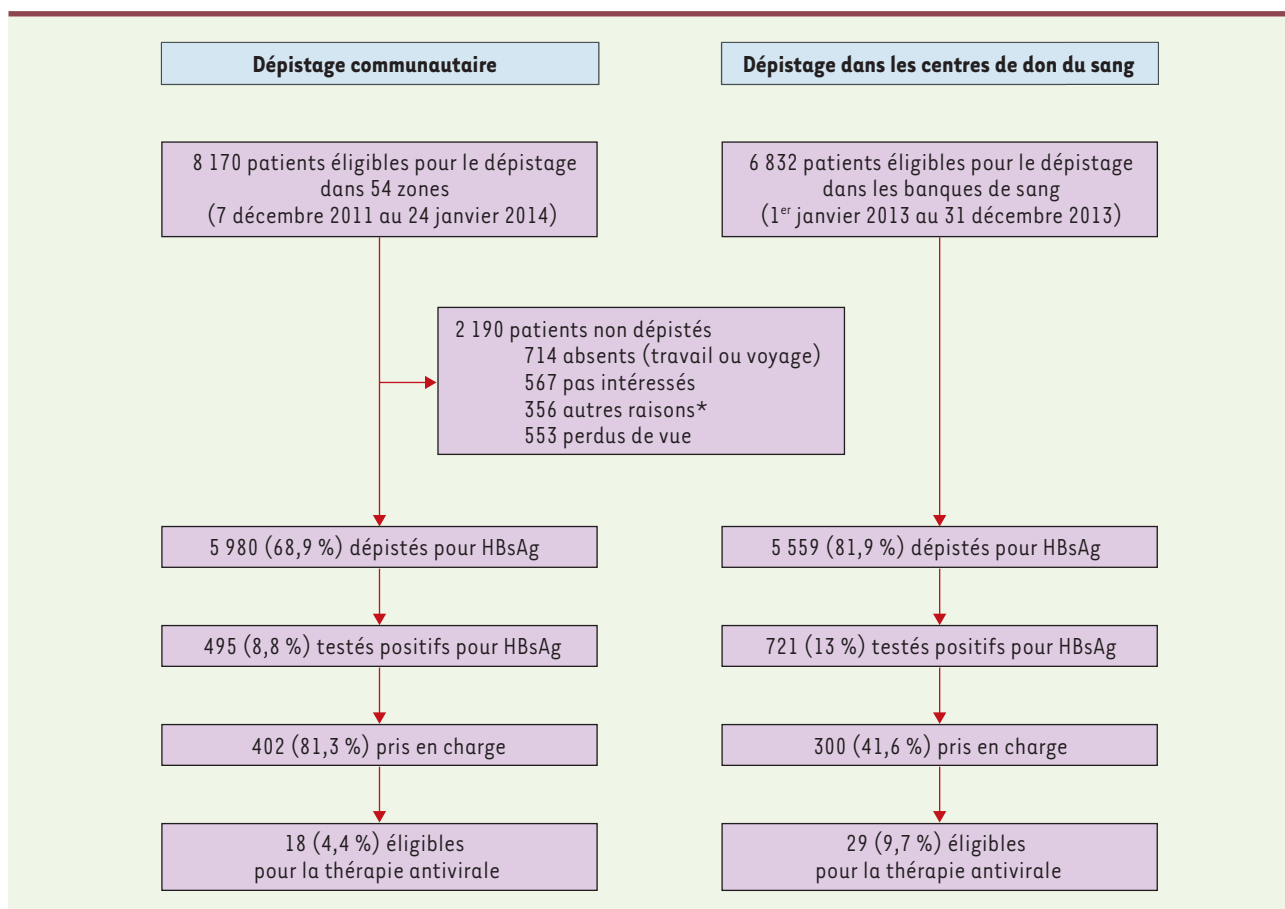 Dépistage communautaire
8 170 patients éligibles pour le dépistage
dans 54 zones
(7 décembre 2011 au 24 janvier 2014)
2 190 patients non dépistés
714 absents (travail ou voyage)
567 pas intéressés
356 autres raisons*
553 perdus de vue
5 980 (68,9 %) dépistés pour HBsAg
495 (8,8 %) testés positifs pour HBsAg
402 (81,3 %) pris en charge
18 (4,4 %) éligibles
pour la thérapie antivirale
Dépistage dans les centres de don du sang
6 832 patients éligibles pour le dépistage
dans les banques de sang
(1er janvier 2013 au 31 décembre 2013)
5 559 (81,9 %) dépistés pour HBsAg
721 (13 %) testés positifs pour HBsAg
300 (41,6 %) pris en charge
29 (9,7 %) éligibles
pour la thérapie antivirale